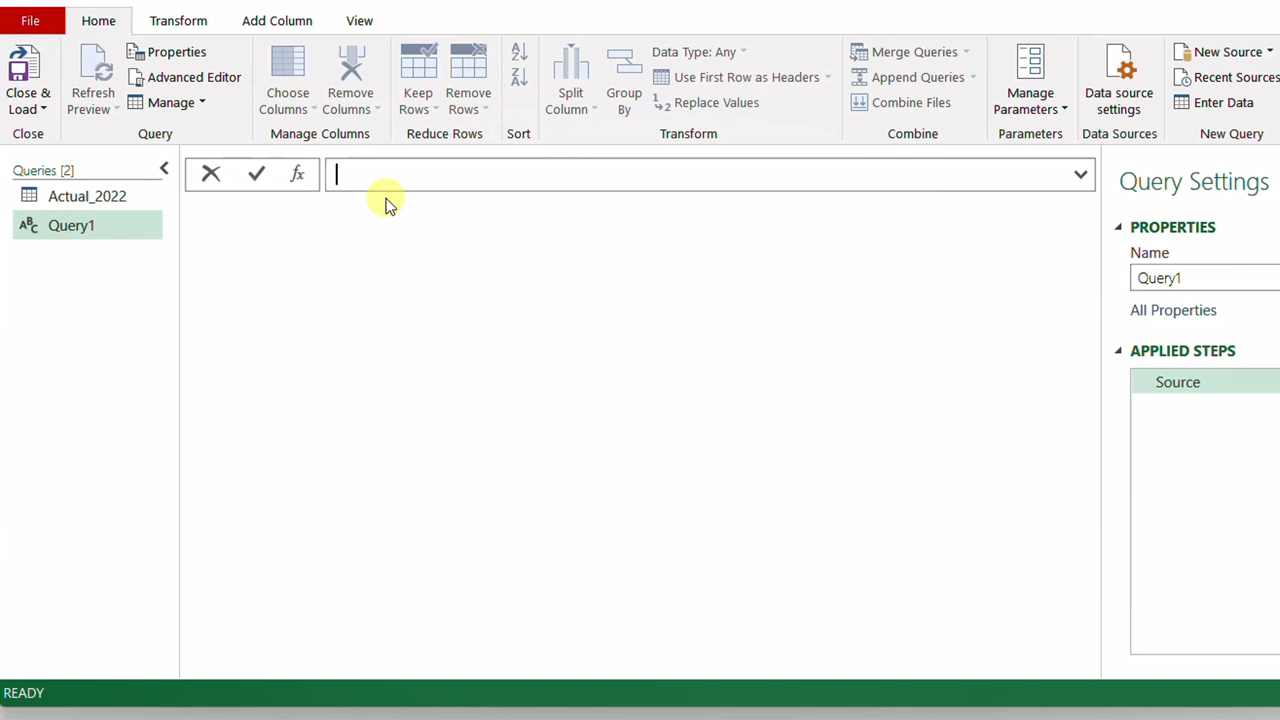 File Home Transform Add Column View
Close & Load
Refresh Preview
Properties
Advanced Editor
Manage
Choose Columns
Remove Columns
Keep Rows
Remove Rows
Split Column
Group By
Data Type: Any
Use First Row as Headers
1 2 Replace Values
Merge Queries
Append Queries
Combine Files
Manage Parameters
Data source settings
New Source
Recent Sources
Enter Data
Close Query Manage Columns Reduce Rows Sort Transform Combine Parameters Data Sources New Query
Queries [2]
Actual_2022
ABC Query1
fx
Query Settings
PROPERTIES
Name
Query1
All Properties
APPLIED STEPS
Source
READY